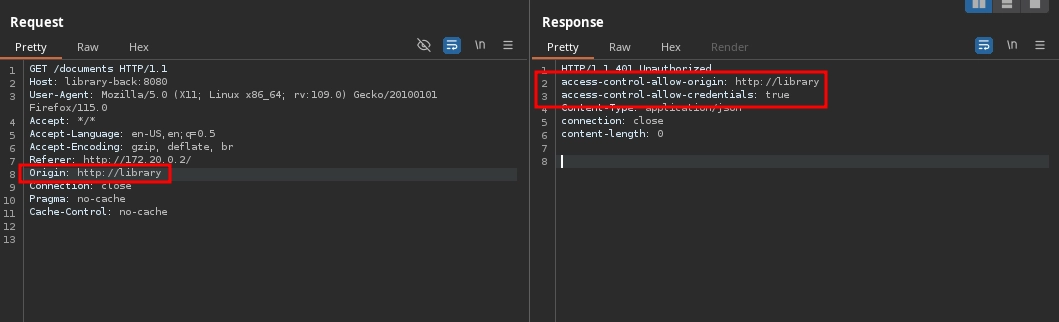 Request
Pretty Raw Hex
\n
1 GET /documents HTTP/1.1
2 Host: library-back:8080
3 User-Agent: Mozilla/5.0 (X11; Linux x86_64; rv:109.0) Gecko/20100101
Firefox/115.0
4 Accept: */*
5 Accept-Language: en-US,en;q=0.5
6 Accept-Encoding: gzip, deflate, br
7 Referer: http://172.20.0.2/
8 Origin: http://library
9 Connection: close
10 Pragma: no-cache
11 Cache-Control: no-cache
12
13
Response
Pretty Raw Hex Render
\n
1 HTTP/1.1 401 Unauthorized
2 access-control-allow-origin: http://library
3 access-control-allow-credentials: true
4 Content-Type: application/json
5 connection: close
6 content-length: 0
7
8